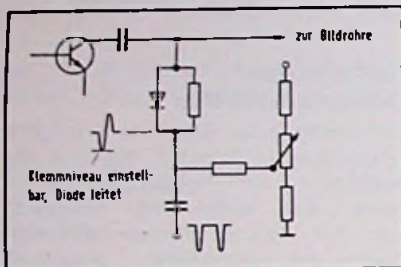 zur Bildröhre
Klemmniveau einstell-
bar, Diode leitet